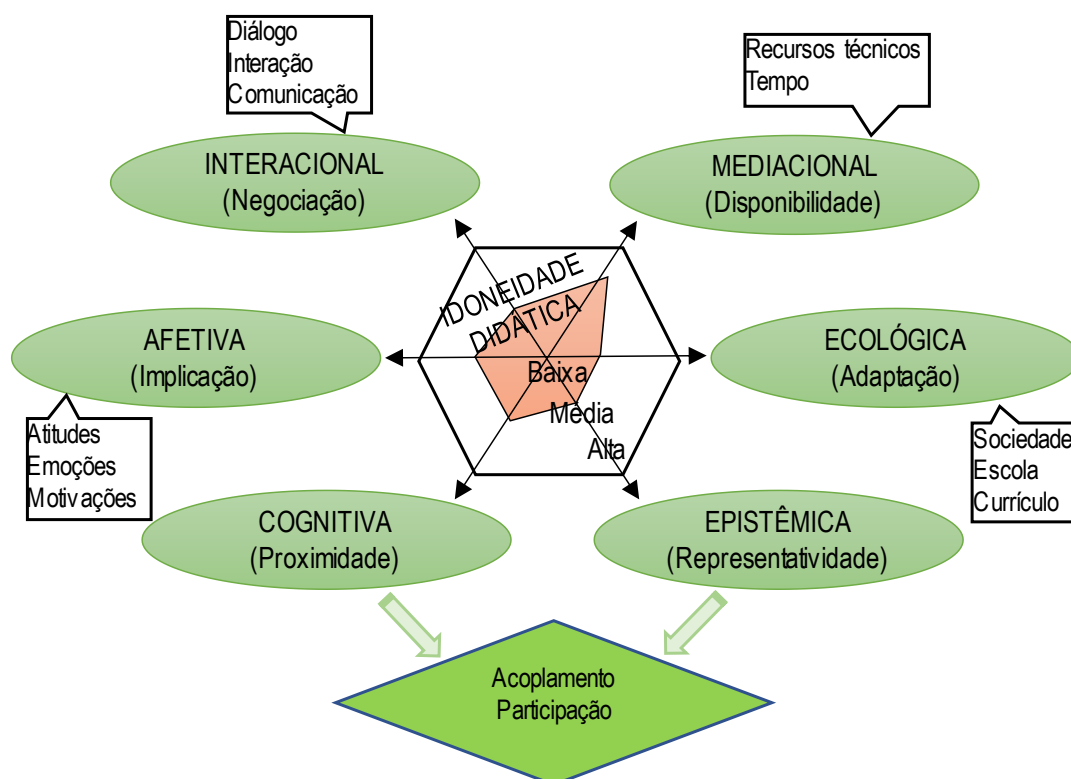 Diálogo
Interação
Comunicação
Recursos técnicos
Tempo
INTERACIONAL
(Negociação)
MEDIACIONAL
(Disponibilidade)
IDONEIDADE
DIDÁTICA
AFETIVA
(Implicação)
ECOLÓGICA
(Adaptação)
Baixa
Média
Alta
Atitudes
Emoções
Motivações
Sociedade
Escola
Currículo
COGNITIVA
(Proximidade)
EPISTÊMICA
(Representatividade)
Acoplamento
Participação